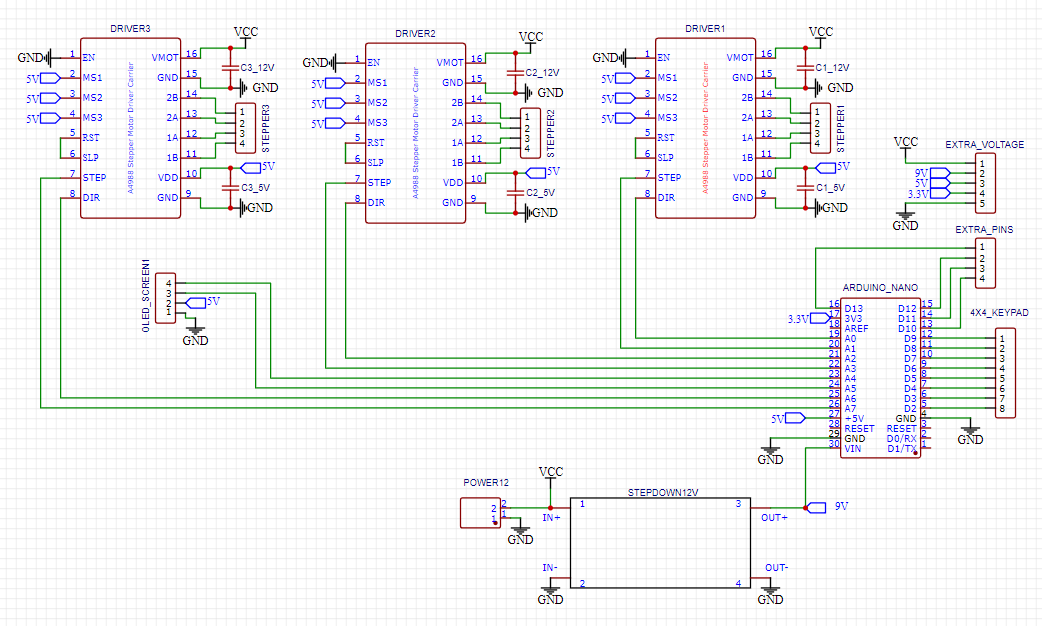 DRIVER3
GND 1 EN VMOT 16 VCC
5V 2 MS1 GND 15 C3_12V GND
5V 3 MS2 2B 14
5V 4 MS3 2A 13
5 RST 1A 12
6 SLP 1B 11
7 STEP VDD 10 5V
8 DIR GND 9 C3_5V GND
A4988 Stepper Motor Driver Carrier
1
2
3
4
STEPPER3
DRIVER2
GND 1 EN VMOT 16 VCC
5V 2 MS1 GND 15 C2_12V GND
5V 3 MS2 2B 14
5V 4 MS3 2A 13
5 RST 1A 12
6 SLP 1B 11
7 STEP VDD 10 5V
8 DIR GND 9 C2_5V GND
A4988 Stepper Motor Driver Carrier
1
2
3
4
STEPPER2
DRIVER1
GND 1 EN VMOT 16 VCC
5V 2 MS1 GND 15 C1_12V GND
5V 3 MS2 2B 14
5V 4 MS3 2A 13
5 RST 1A 12
6 SLP 1B 11
7 STEP VDD 10 5V
8 DIR GND 9 C1_5V GND
A4988 Stepper Motor Driver Carrier
1
2
3
4
STEPPER1
EXTRA_VOLTAGE
VCC 1
9V 2
5V 3
3.3V 4
5
GND
EXTRA_PINS
1
2
3
4
OLED_SCREEN1
4
3
2 5V
1
GND
ARDUINO_NANO
16 D13 D12 15
3.3V 17 3V3 D11 14
18 AREF D10 13
19 A0 D9 12
20 A1 D8 11
21 A2 D7 10
22 A3 D6 9
23 A4 D5 8
24 A5 D4 7
25 A6 D3 6
26 A7 D2 5
5V 27 +5V GND 4
28 RESET RESET 3
29 GND D0/RX 2
30 VIN D1/TX 1
GND
GND
4X4_KEYPAD
1
2
3
4
5
6
7
8
POWER12
2 2
1 1
VCC
GND
STEPDOWN12V
IN+ 1 3 OUT+ 9V
IN- 2 4 OUT-
GND
GND